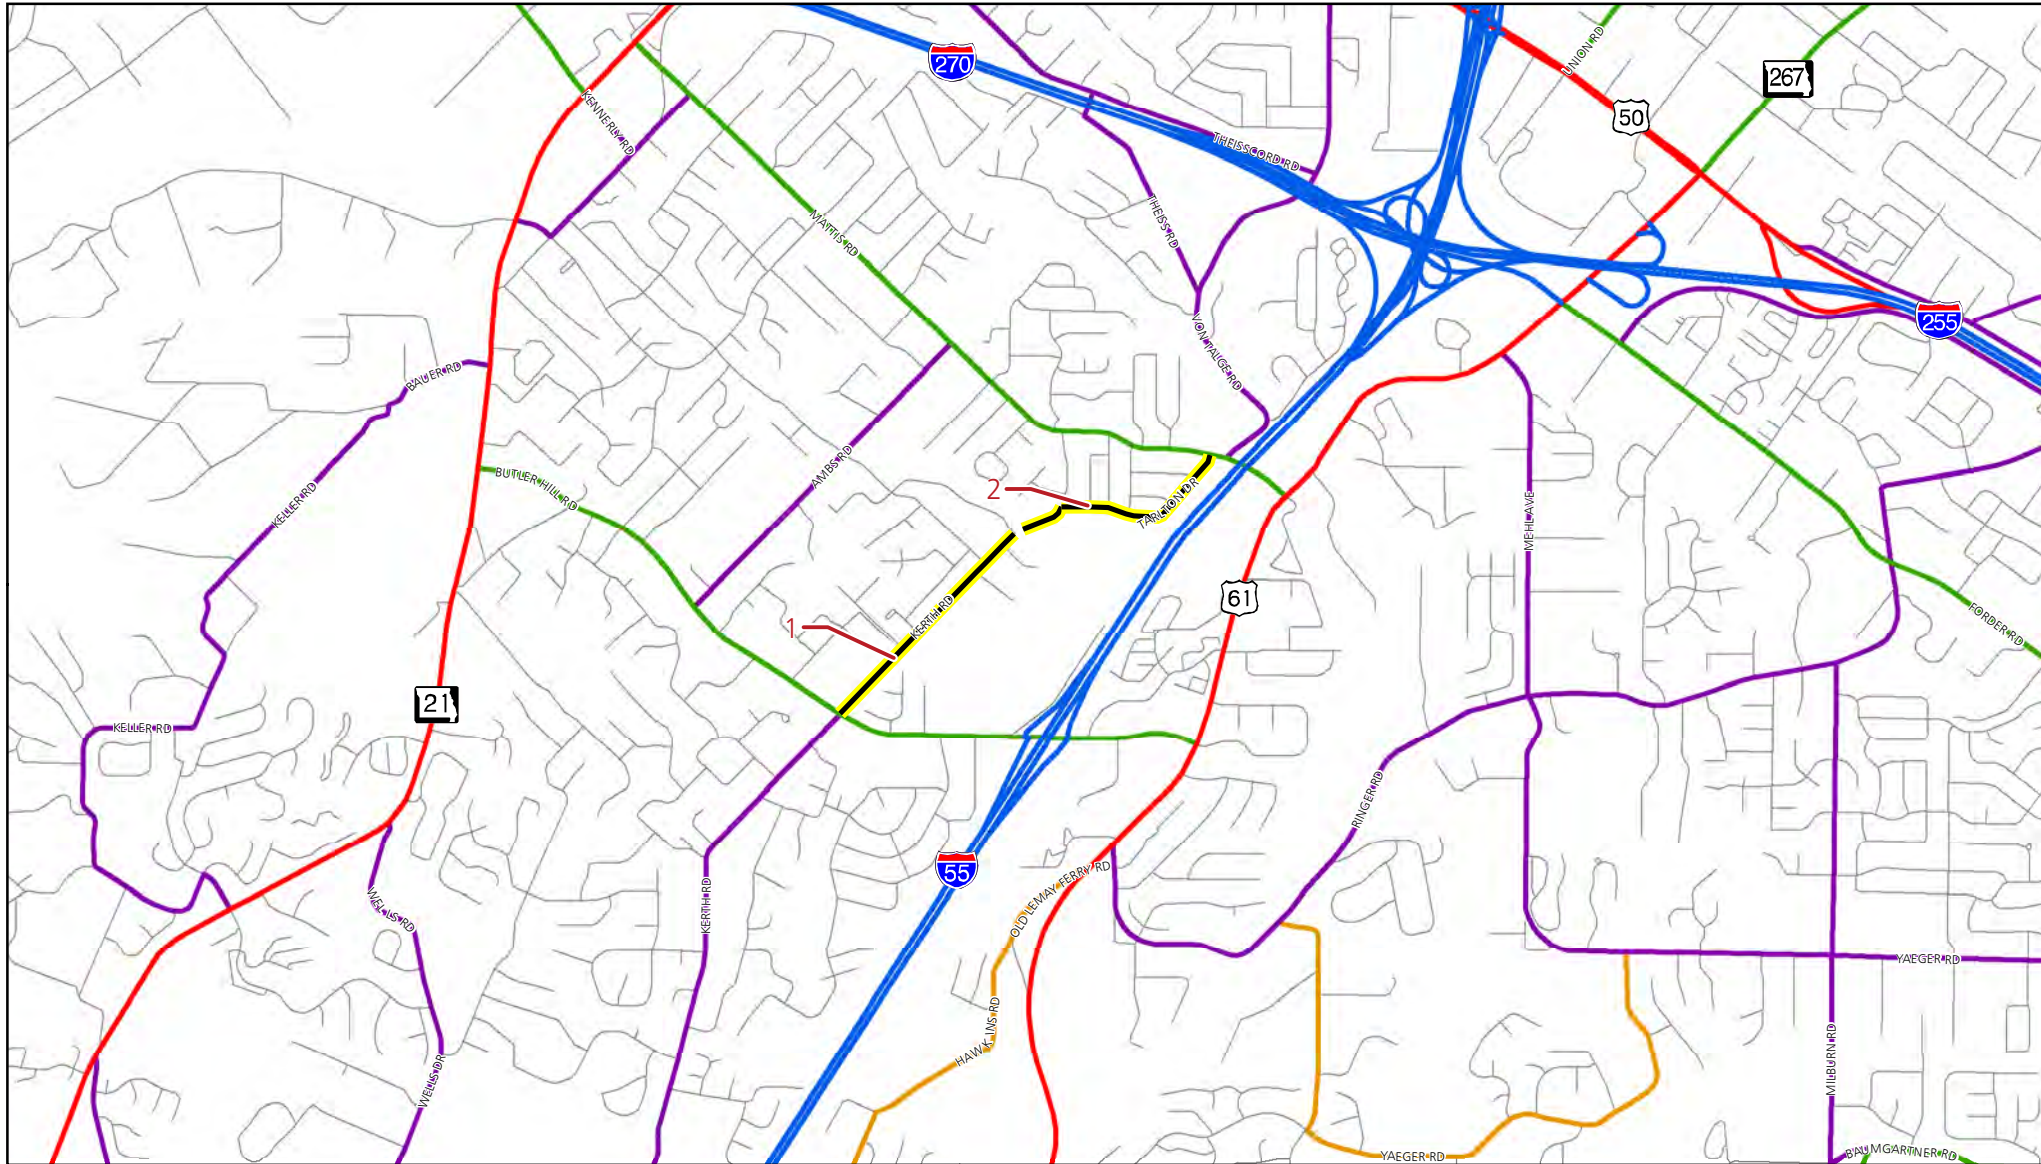 270
UNION RD
267
50
KENNERLY RD
THEISSCORD RD
THEISS RD
MATTIS RD
255
VON TALGE RD
BAUER RD
AMBS RD
BUTLER HILL RD
KELLER RD
2
TARLTON DR
MEHL AVE
61
KERTH RD
1
FORDER RD
21
KELLER RD
RINGER RD
55
OLD LEMAY FERRY RD
WELLS RD
KERTH RD
YAEGER RD
HAWKINS RD
WELLS DR
MILBURN RD
YAEGER RD
BAUMGARTNER RD